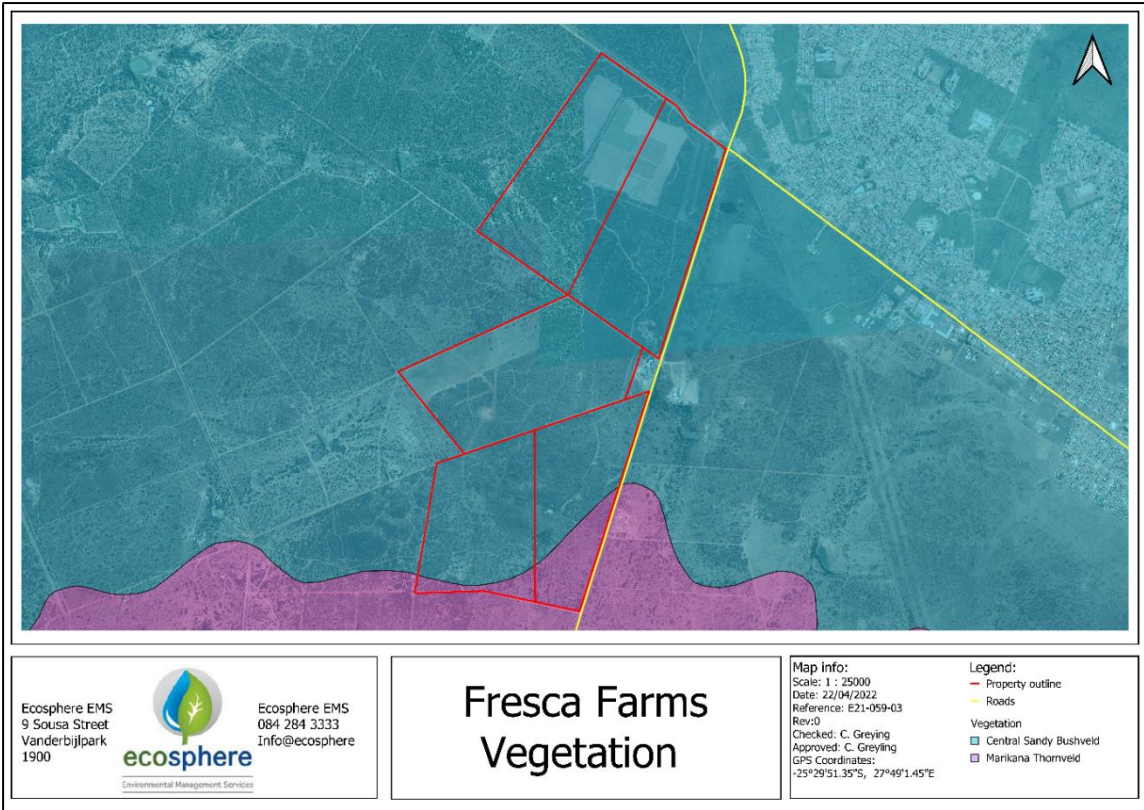 Ecosphere EMS
9 Sousa Street
Vanderbijlpark
1900
ecosphere
Environmental Management Services
Ecosphere EMS
084 284 3333
Info@ecosphere
Fresca Farms
Vegetation
Map info:
Scale: 1 : 25000
Date: 22/04/2022
Reference: E21-059-03
Rev:0
Checked: C. Greying
Approved: C. Greyling
GPS Coordinates:
-25°29'51.35"S, 27°49'1.45"E
Legend:
Property outline
Roads
Vegetation
Central Sandy Bushveld
Marikana Thornveld